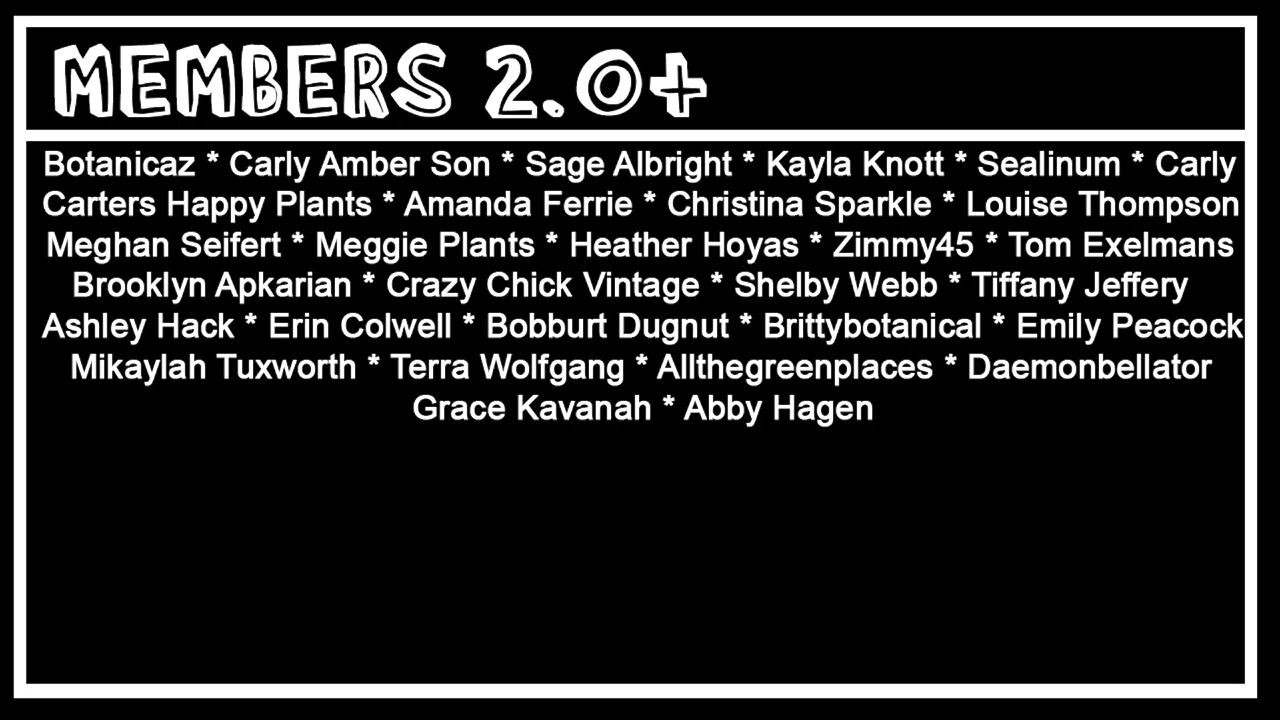 MEMBERS 2.0+
Botanicaz * Carly Amber Son * Sage Albright * Kayla Knott * Sealinum * Carly
Carters Happy Plants * Amanda Ferrie * Christina Sparkle * Louise Thompson
Meghan Seifert * Meggie Plants * Heather Hoyas * Zimmy45 * Tom Exelmans
Brooklyn Apkarian * Crazy Chick Vintage * Shelby Webb * Tiffany Jeffery
Ashley Hack * Erin Colwell * Bobburt Dugnut * Brittybotanical * Emily Peacock
Mikaylah Tuxworth * Terra Wolfgang * Allthegreenplaces * Daemonbellator
Grace Kavanah * Abby Hagen